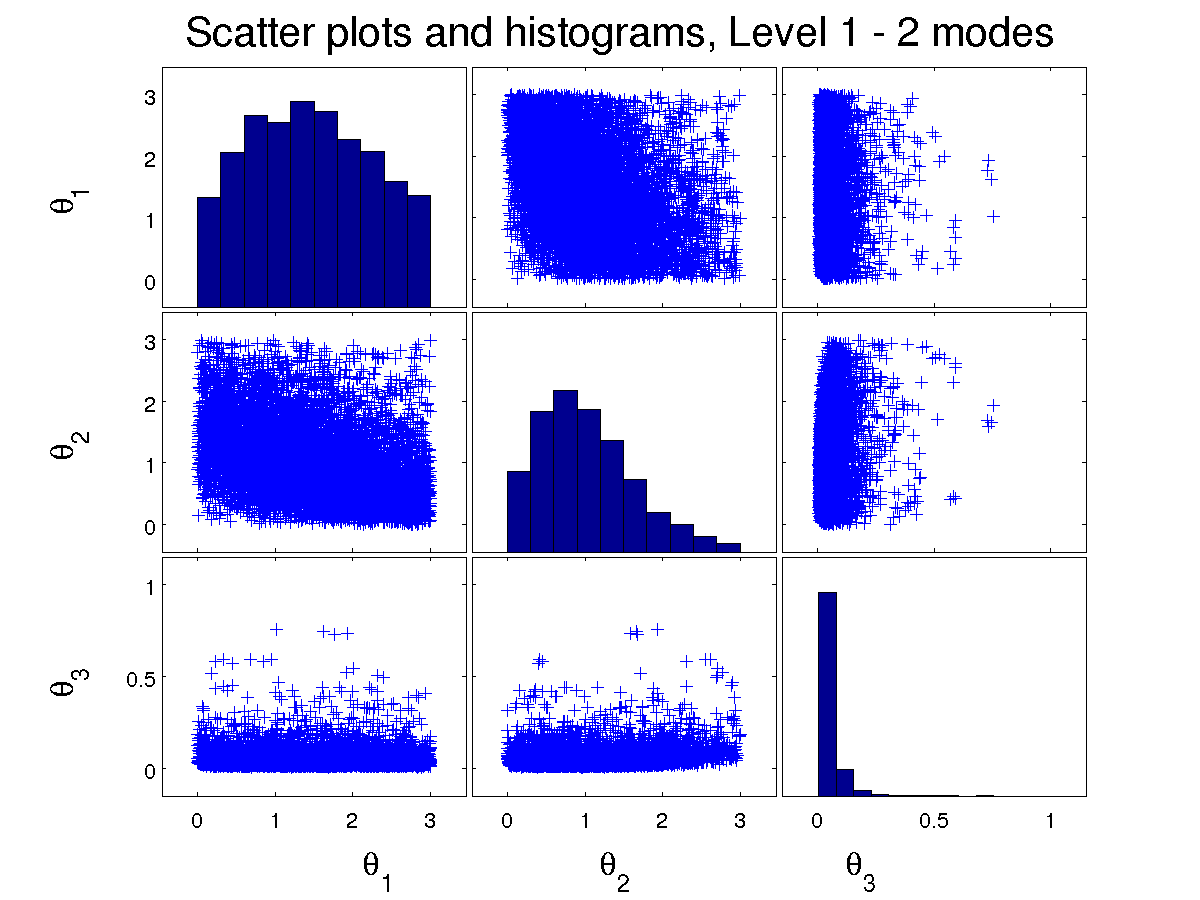 Scatter plots and histograms, Level 1 - 2 modes
3
2
1
0
θ1
3
2
1
0
θ2
1
0.5
0
θ3
0 1 2 3 0 1 2 3 0 0.5 1
θ1 θ2 θ3